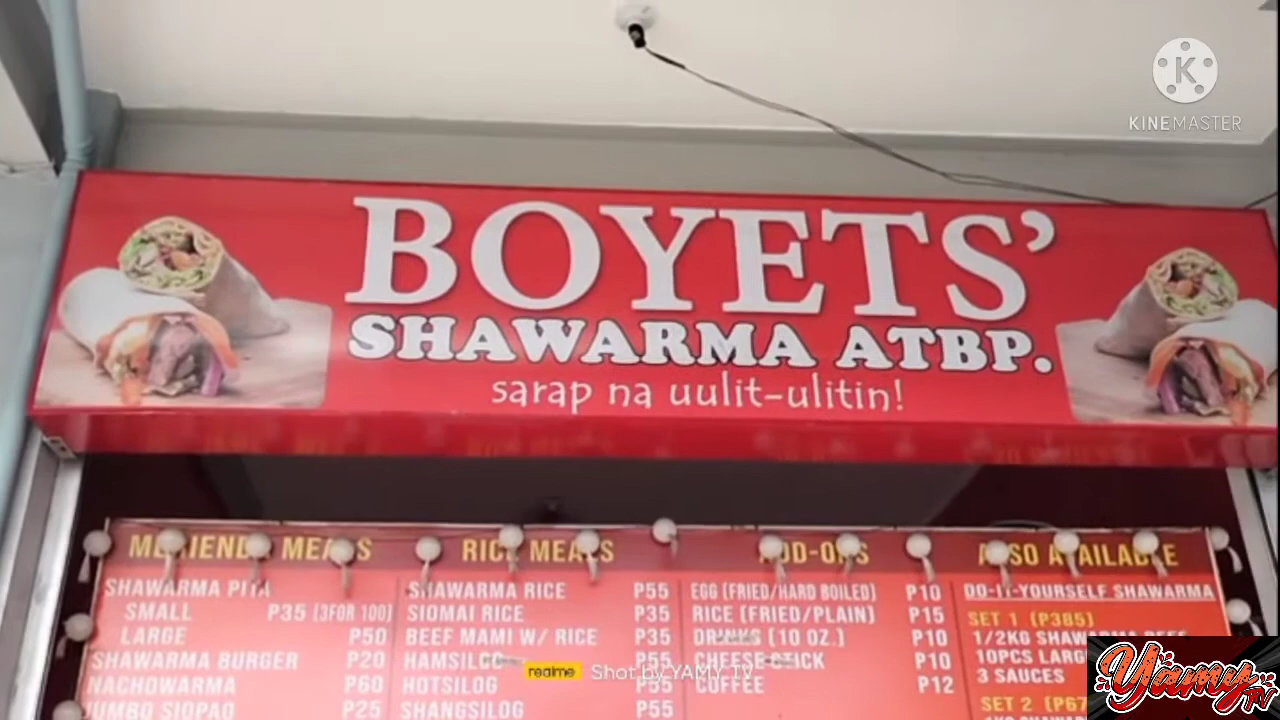 K
KINEMASTER
BOYETS'
SHAWARMA ATBP.
sarap na uulit-ulitin!
MERIENDA MEALS
SHAWARMA PITA
SMALL P35 (3FOR 100)
LARGE P50
SHAWARMA BURGER P20
NACHOWARMA P60
JUMBO SIOPAO P25
RICE MEALS
SHAWARMA RICE P55
SIOMAI RICE P35
BEEF MAMI W/ RICE P35
HAMSILOG P55
HOTSILOG P55
SHANGSILOG P55
ADD-ONS
EGG (FRIED/HARD BOILED) P10
RICE (FRIED/PLAIN) P15
DRINKS (10 OZ.) P10
CHEESESTICK P10
COFFEE P12
ALSO AVAILABLE
DO-IT-YOURSELF SHAWARMA
SET 1 (P385)
1/2KG SHAWARMA BEEF
10PCS LARG
3 SAUCES
SET 2 (P67
realme Shot by YAMY TV
Yamy TV